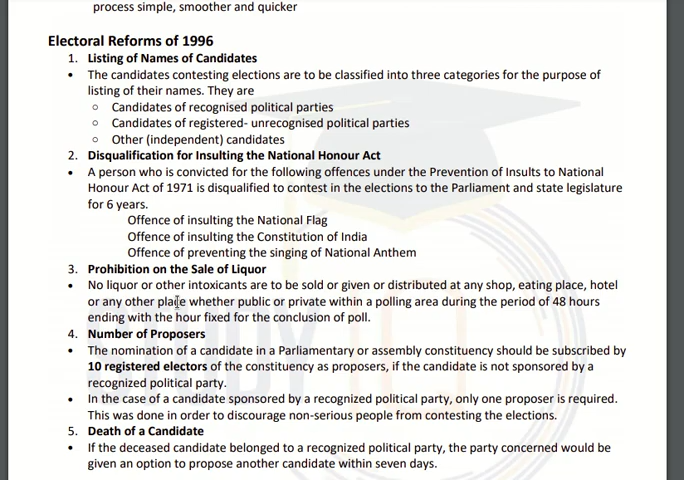 process simple, smoother and quicker
Electoral Reforms of 1996
1. Listing of Names of Candidates
• The candidates contesting elections are to be classified into three categories for the purpose of
listing of their names. They are
○ Candidates of recognised political parties
○ Candidates of registered- unrecognised political parties
○ Other (independent) candidates
2. Disqualification for Insulting the National Honour Act
• A person who is convicted for the following offences under the Prevention of Insults to National
Honour Act of 1971 is disqualified to contest in the elections to the Parliament and state legislature
for 6 years.
Offence of insulting the National Flag
Offence of insulting the Constitution of India
Offence of preventing the singing of National Anthem
3. Prohibition on the Sale of Liquor
• No liquor or other intoxicants are to be sold or given or distributed at any shop, eating place, hotel
or any other place whether public or private within a polling area during the period of 48 hours
ending with the hour fixed for the conclusion of poll.
4. Number of Proposers
• The nomination of a candidate in a Parliamentary or assembly constituency should be subscribed by
10 registered electors of the constituency as proposers, if the candidate is not sponsored by a
recognized political party.
• In the case of a candidate sponsored by a recognized political party, only one proposer is required.
This was done in order to discourage non-serious people from contesting the elections.
5. Death of a Candidate
• If the deceased candidate belonged to a recognized political party, the party concerned would be
given an option to propose another candidate within seven days.